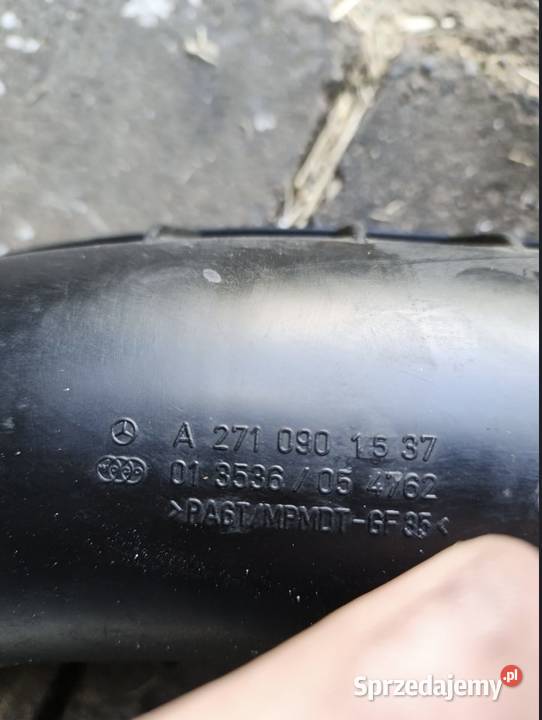 A 271 090 15 37
01 3536 / 05 4762
>PA6T/MPMDT-GF35<
Sprzedajemy.pl